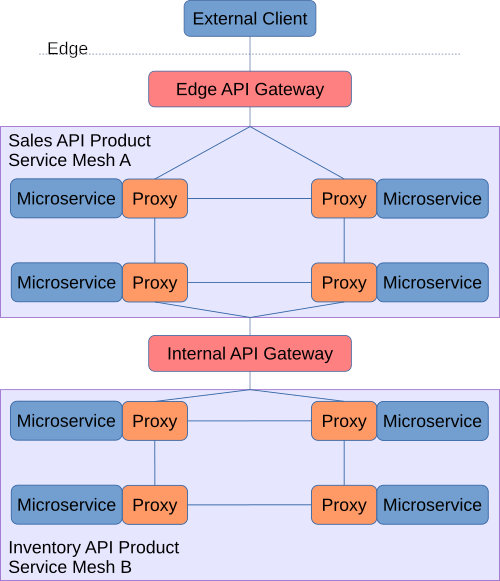 External Client
Edge
Edge API Gateway
Sales API Product
Service Mesh A
Microservice Proxy Proxy Microservice
Microservice Proxy Proxy Microservice
Internal API Gateway
Microservice Proxy Proxy Microservice
Microservice Proxy Proxy Microservice
Inventory API Product
Service Mesh B